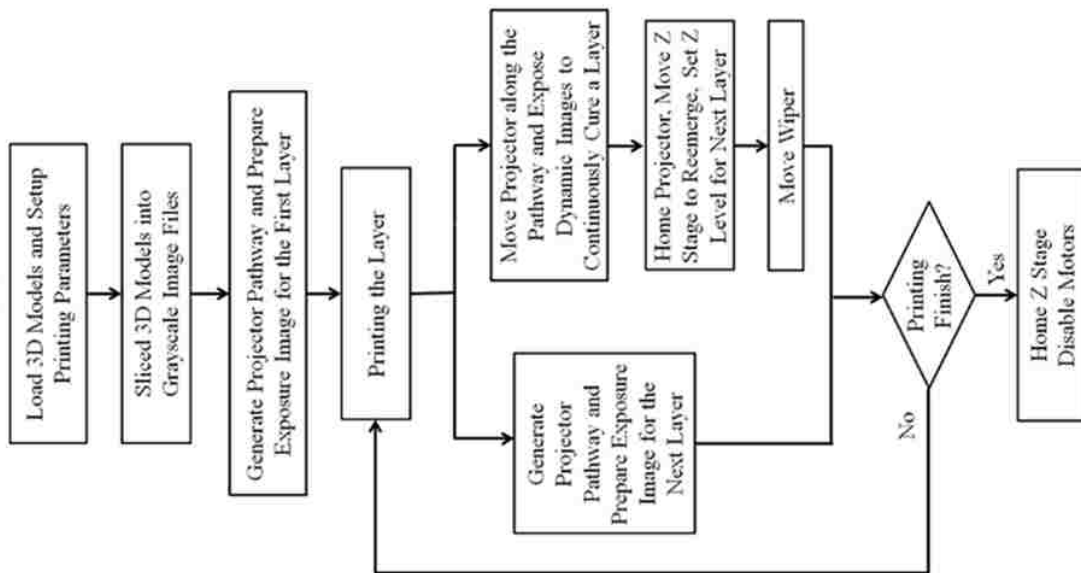 Load 3D Models and Setup
Printing Parameters
Sliced 3D Models into
Grayscale Image Files
Generate Projector Pathway and Prepare
Exposure Image for the First Layer
Printing the Layer
Generate
Projector
Pathway and
Prepare Exposure
Image for the
Next Layer
Move Projector along the
Pathway and Expose
Dynamic Images to
Continuously Cure a Layer
Home Projector, Move Z
Stage to Reemerge, Set Z
Level for Next Layer
Move Wiper
Printing
Finish?
No
Yes
Home Z Stage
Disable Motors